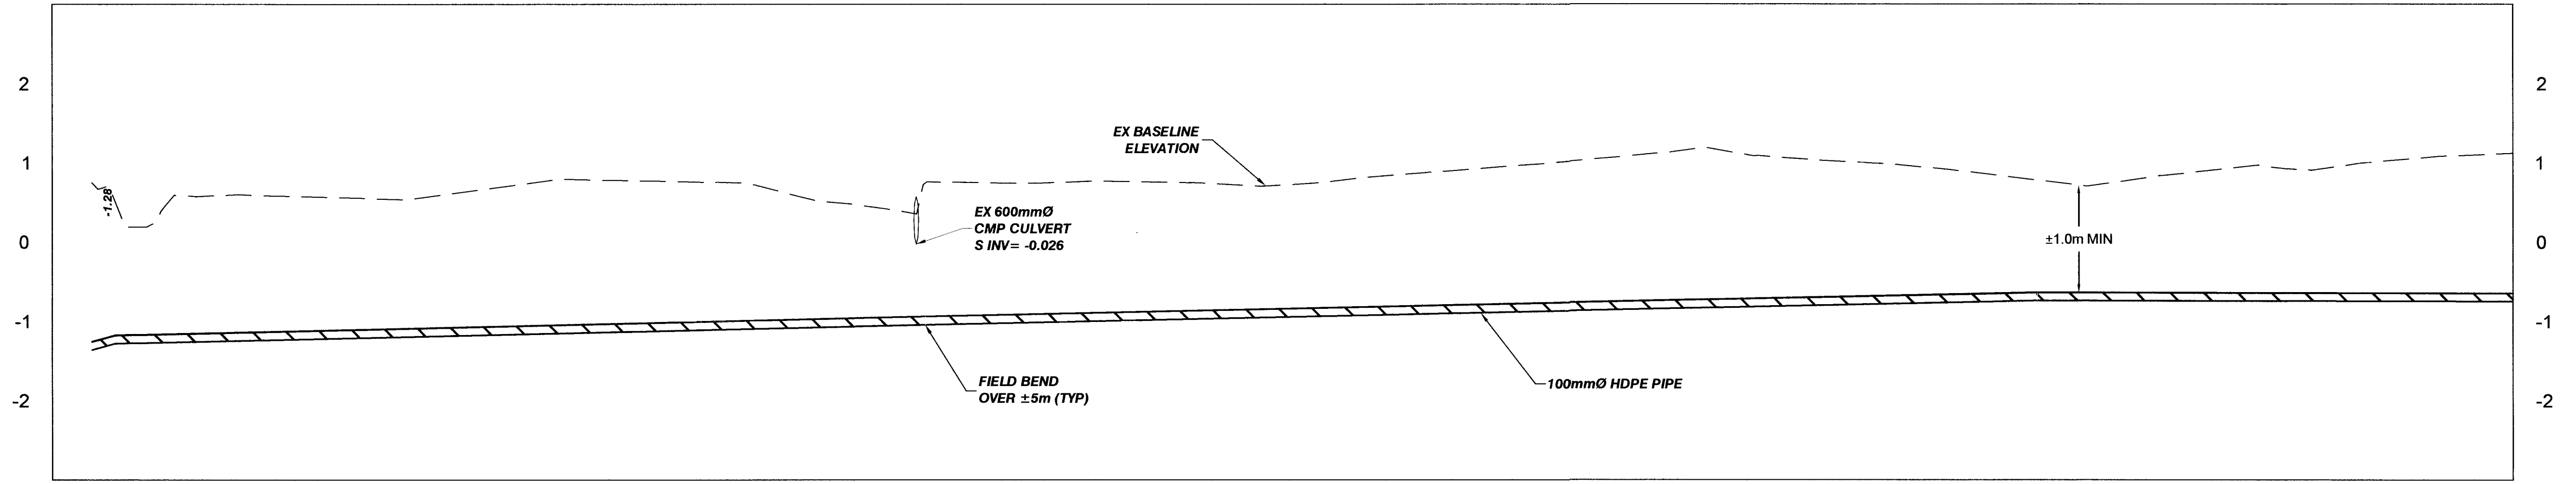 2
2
EX BASELINE
ELEVATION
1
1
-1.28
EX 600mmØ
CMP CULVERT
S INV= -0.026
0
±1.0m MIN
0
-1
-1
FIELD BEND
OVER ±5m (TYP)
100mmØ HDPE PIPE
-2
-2